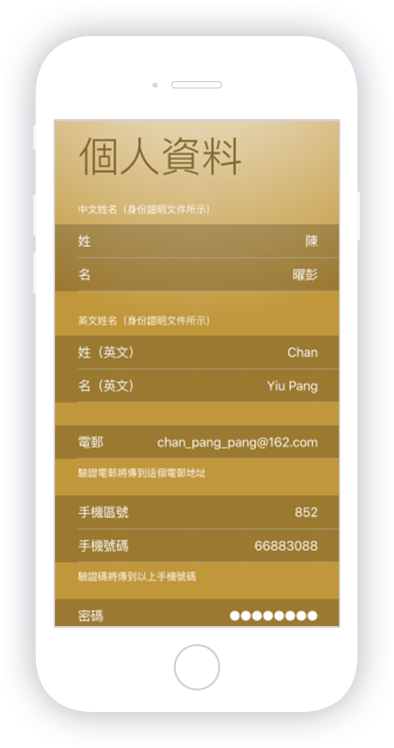 個人資料
中文姓名（身份證明文件所示）
姓 陳
名 曜彭
英文姓名（身份證明文件所示）
姓（英文） Chan
名（英文） Yiu Pang
電郵 chan_pang_pang@162.com
驗證電郵將傳到這個電郵地址
手機區號 852
手機號碼 66883088
驗證碼將傳到以上手機號碼
密碼 ●●●●●●●●